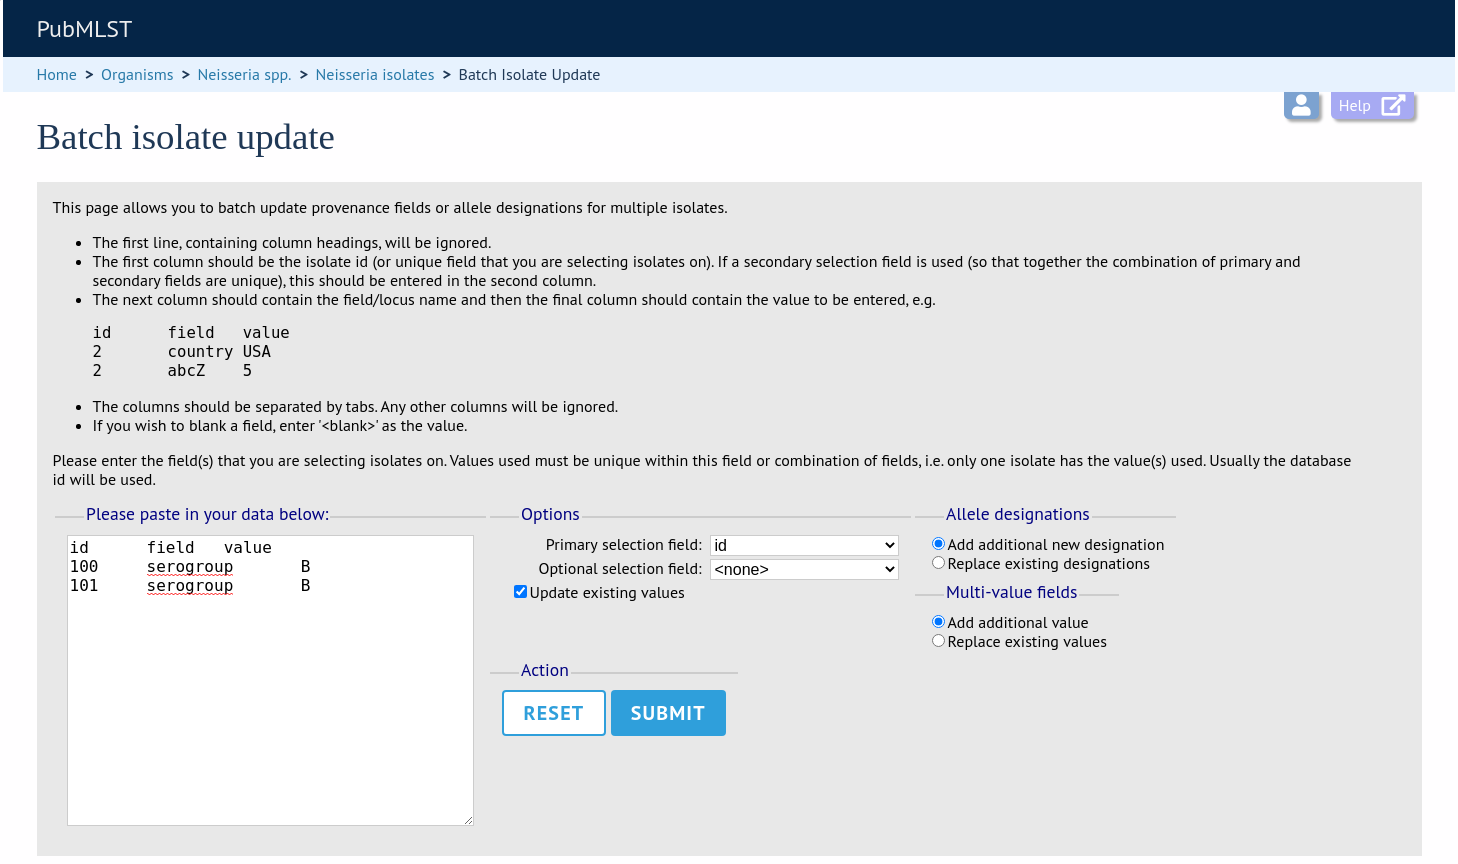 PubMLST
Home > Organisms > Neisseria spp. > Neisseria isolates > Batch Isolate Update
Help
Batch isolate update
This page allows you to batch update provenance fields or allele designations for multiple isolates.
• The first line, containing column headings, will be ignored.
• The first column should be the isolate id (or unique field that you are selecting isolates on). If a secondary selection field is used (so that together the combination of primary and
secondary fields are unique), this should be entered in the second column.
• The next column should contain the field/locus name and then the final column should contain the value to be entered, e.g.
id field value
2 country USA
2 abcZ 5
• The columns should be separated by tabs. Any other columns will be ignored.
• If you wish to blank a field, enter '<blank>' as the value.
Please enter the field(s) that you are selecting isolates on. Values used must be unique within this field or combination of fields, i.e. only one isolate has the value(s) used. Usually the database
id will be used.
Please paste in your data below:
id field value
100 serogroup B
101 serogroup B
Options
Primary selection field: id
Optional selection field: <none>
Update existing values
Action
RESET SUBMIT
Allele designations
Add additional new designation
Replace existing designations
Multi-value fields
Add additional value
Replace existing values